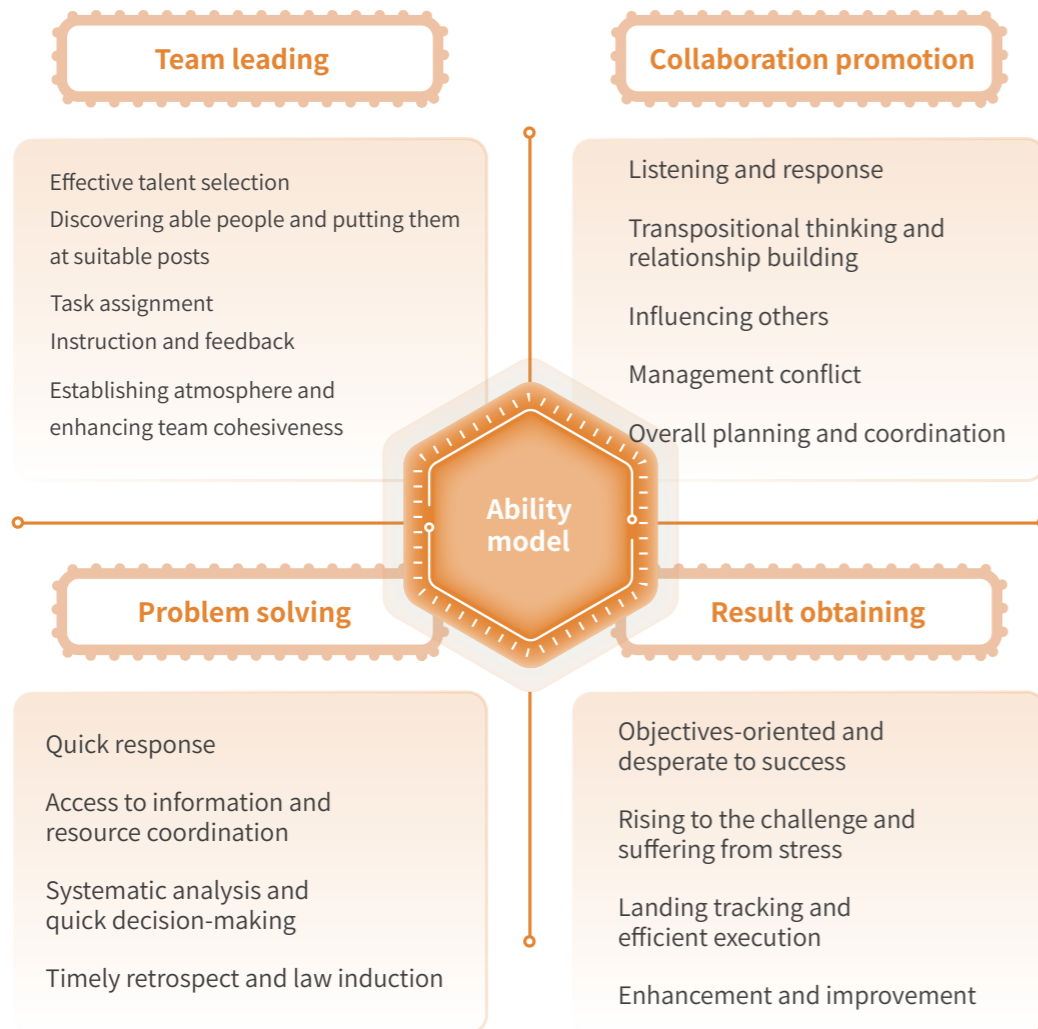 Team leading
Effective talent selection
Discovering able people and putting them
at suitable posts
Task assignment
Instruction and feedback
Establishing atmosphere and
enhancing team cohesiveness
Collaboration promotion
Listening and response
Transpositional thinking and
relationship building
Influencing others
Management conflict
Overall planning and coordination
Ability
model
Problem solving
Quick response
Access to information and
resource coordination
Systematic analysis and
quick decision-making
Timely retrospect and law induction
Result obtaining
Objectives-oriented and
desperate to success
Rising to the challenge and
suffering from stress
Landing tracking and
efficient execution
Enhancement and improvement